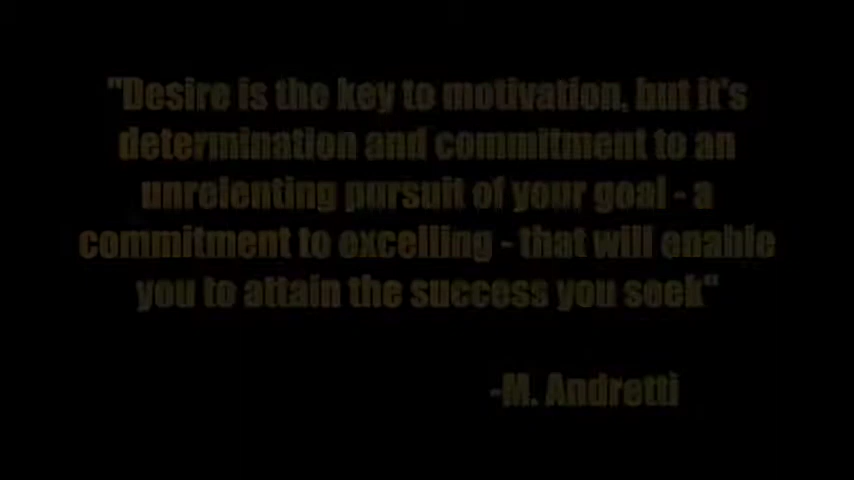 "Desire is the key to motivation, but it's
determination and commitment to an
unrelenting pursuit of your goal - a
commitment to excelling - that will enable
you to attain the success you seek"
-M. Andretti